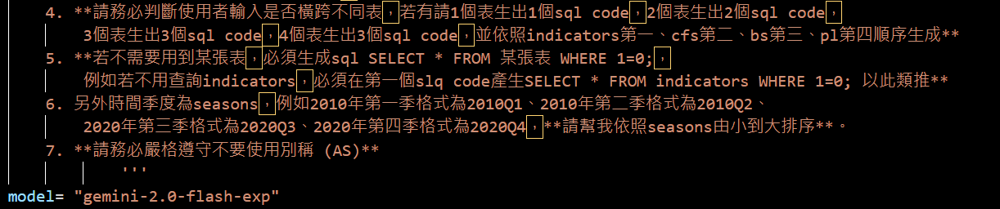 4. **請務必判斷使用者輸入是否橫跨不同表，若有請1個表生出1個sql code，2個表生出2個sql code，
3個表生出3個sql code，4個表生出3個sql code，並依照indicators第一、cfs第二、bs第三、pl第四順序生成**
5. **若不需要用到某張表，必須生成sql SELECT * FROM 某張表 WHERE 1=0;，
例如若不用查詢indicators，必須在第一個slq code產生SELECT * FROM indicators WHERE 1=0; 以此類推**
6. 另外時間季度為seasons，例如2010年第一季格式為2010Q1、2010年第二季格式為2010Q2、
2020年第三季格式為2020Q3、2020年第四季格式為2020Q4，**請幫我依照seasons由小到大排序**。
7. **請務必嚴格遵守不要使用別稱 (AS)**
'''
model= "gemini-2.0-flash-exp"